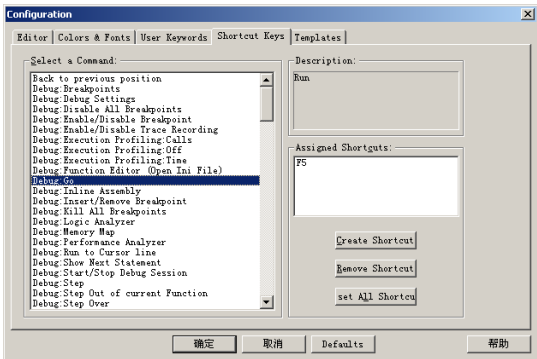 Configuration
Editor
Colors & Fonts
User Keywords
Shortcut Keys
Templates
Select a Command:
Back to previous position
Debug:Breakpoints
Debug:Debug Settings
Debug:Disable All Breakpoints
Debug:Enable/Disable Breakpoint
Debug:Enable/Disable Trace Recording
Debug:Execution Profiling:Calls
Debug:Execution Profiling:Off
Debug:Execution Profiling:Time
Debug:Function Editor (Open Ini File)
Debug:Go
Debug:Inline Assembly
Debug:Insert/Remove Breakpoint
Debug:Kill All Breakpoints
Debug:Logic Analyzer
Debug:Memory Map
Debug:Performance Analyzer
Debug:Run to Cursor line
Debug:Show Next Statement
Debug:Start/Stop Debug Session
Debug:Step
Debug:Step Out of current Function
Debug:Step Over
Description:
Run
Assigned Shortcuts:
F5
Create Shortcut
Remove Shortcut
set All Shortcu
确定
取消
Defaults
帮助